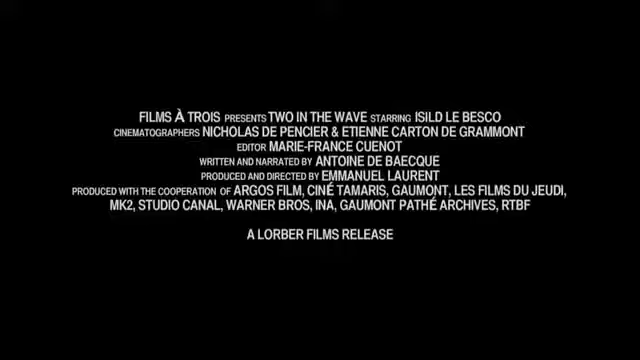 FILMS À TROIS PRESENTS TWO IN THE WAVE STARRING ISILD LE BESCO
CINEMATOGRAPHERS NICHOLAS DE PENCIER & ETIENNE CARTON DE GRAMMONT
EDITOR MARIE-FRANCE CUENOT
WRITTEN AND NARRATED BY ANTOINE DE BAECQUE
PRODUCED AND DIRECTED BY EMMANUEL LAURENT
PRODUCED WITH THE COOPERATION OF ARGOS FILM, CINÉ TAMARIS, GAUMONT, LES FILMS DU JEUDI,
MK2, STUDIO CANAL, WARNER BROS, INA, GAUMONT PATHÉ ARCHIVES, RTBF
A LORBER FILMS RELEASE